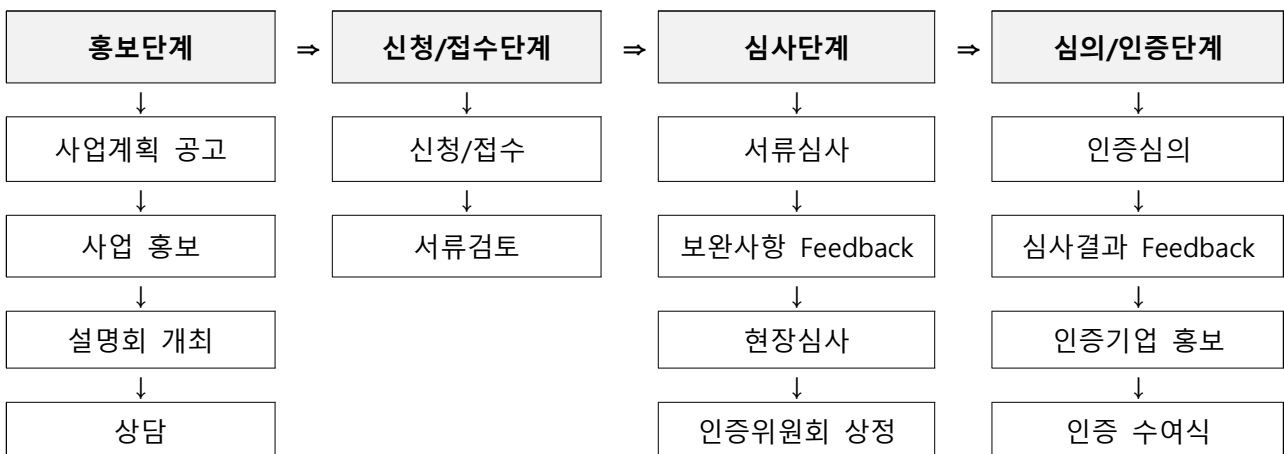 홍보단계 ⇒ 신청/접수단계 ⇒ 심사단계 ⇒ 심의/인증단계
↓ ↓ ↓ ↓
사업계획 공고 신청/접수 서류심사 인증심의
↓ ↓ ↓ ↓
사업 홍보 서류검토 보완사항 Feedback 심사결과 Feedback
↓ ↓ ↓
설명회 개최 현장심사 인증기업 홍보
↓ ↓ ↓
상담 인증위원회 상정 인증 수여식